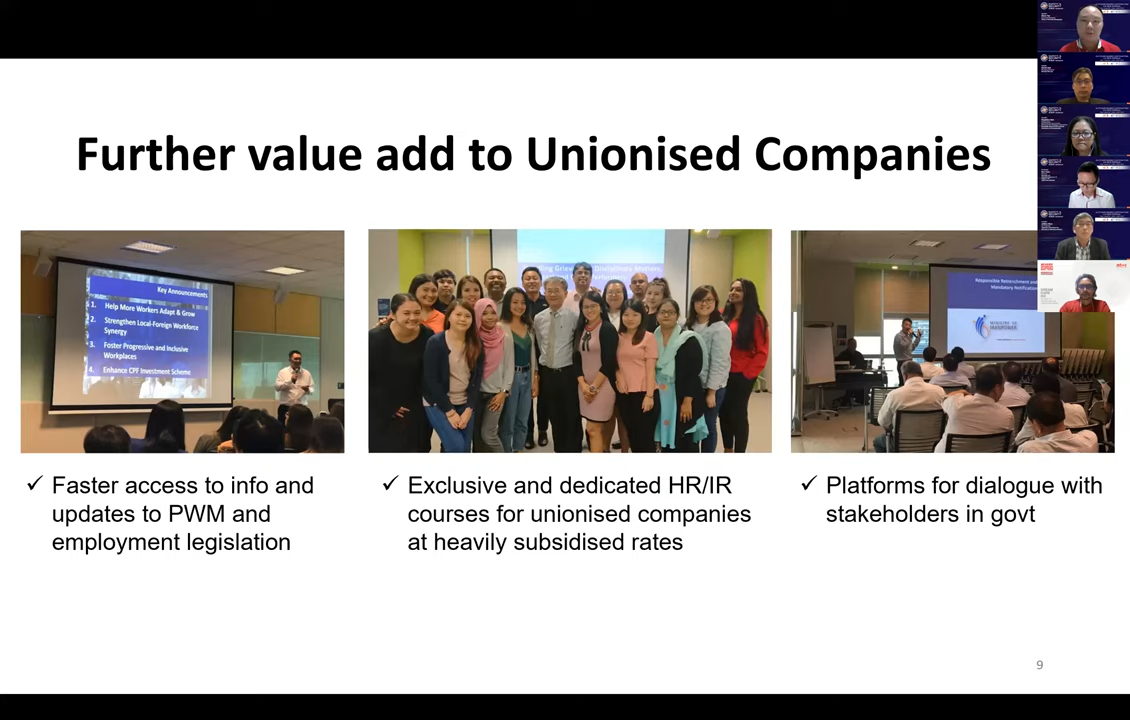 Further value add to Unionised Companies
Key Announcements
1. Help More Workers Adapt & Grow
2. Strengthen Local-Foreign Workforce
Synergy
3. Foster Progressive and Inclusive
Workplaces
4. Enhance CPF Investment Scheme
Disciplinary Matters,
Responsible Retrenchment and
Mandatory Notification
MINISTRY OF
MANPOWER
✓ Faster access to info and
updates to PWM and
employment legislation
✓ Exclusive and dedicated HR/IR
courses for unionised companies
at heavily subsidised rates
✓ Platforms for dialogue with
stakeholders in govt
9